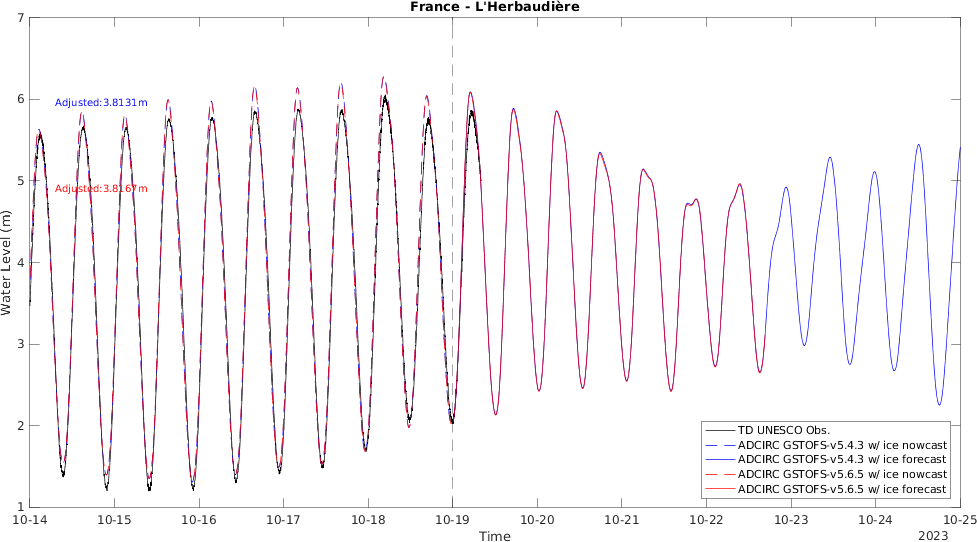 France - L'Herbaudière
7
6
5
4
3
2
1
Water Level (m)
Adjusted:3.8131m
Adjusted:3.8167m
TD UNESCO Obs.
ADCIRC GSTOFS-v5.4.3 w/ ice nowcast
ADCIRC GSTOFS-v5.4.3 w/ ice forecast
ADCIRC GSTOFS-v5.6.5 w/ ice nowcast
ADCIRC GSTOFS-v5.6.5 w/ ice forecast
10-14 10-15 10-16 10-17 10-18 10-19 10-20 10-21 10-22 10-23 10-24 10-25
Time
2023